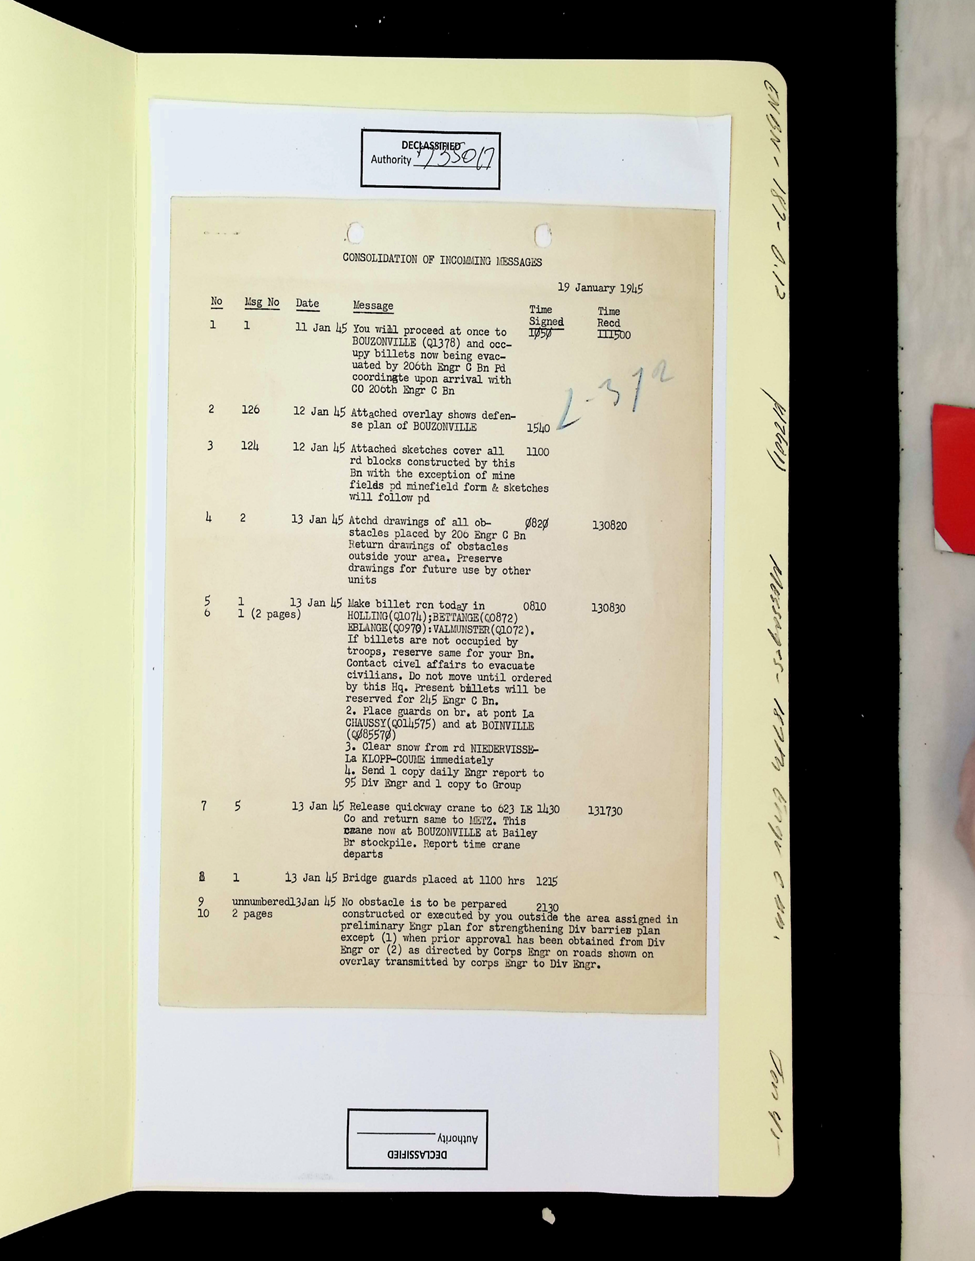 DECLASSIFIED
Authority 755017
CONSOLIDATION OF INCOMMING MESSAGES
19 January 1945
No Msg No Date Message Time Signed Time Recd
1 1 11 Jan 45 You will proceed at once to 1050 111500
BOUZONVILLE (Q1378) and occ-
upy billets now being evac-
uated by 206th Engr C Bn Pd
coordingte upon arrival with
CO 206th Engr C Bn
L-372
2 126 12 Jan 45 Attached overlay shows defen-
se plan of BOUZONVILLE 1540
3 124 12 Jan 45 Attached sketches cover all 1100
rd blocks constructed by this
Bn with the exception of mine
fields pd minefield form & sketches
will follow pd
4 2 13 Jan 45 Atchd drawings of all ob- Ø82Ø 130820
stacles placed by 206 Engr C Bn
Return drawings of obstacles
outside your area. Preserve
drawings for future use by other
units
5 1 13 Jan 45 Make billet rcn today in 0810 130830
6 1 (2 pages) HOLLING(Q1074);BETTANGE(Q0872)
EBLANGE(Q0970):VALMUNSTER(Q1072).
If billets are not occupied by
troops, reserve same for your Bn.
Contact civel affairs to evacuate
civilians. Do not move until ordered
by this Hq. Present billets will be
reserved for 245 Engr C Bn.
2. Place guards on br. at pont La
CHAUSSY(Q014575) and at BOINVILLE
(QØ8557Ø)
3. Clear snow from rd NIEDERVISSE-
La KLOPP-COUME immediately
4. Send 1 copy daily Engr report to
95 Div Engr and 1 copy to Group
7 5 13 Jan 45 Release quickway crane to 623 LE 1430 131730
Co and return same to METZ. This
crane now at BOUZONVILLE at Bailey
Br stockpile. Report time crane
departs
8 1 13 Jan 45 Bridge guards placed at 1100 hrs 1215
9 unnumbered13Jan 45 No obstacle is to be perpared 2130
10 2 pages constructed or executed by you outside the area assigned in
preliminary Engr plan for strengthening Div barrier plan
except (1) when prior approval has been obtained from Div
Engr or (2) as directed by Corps Engr on roads shown on
overlay transmitted by corps Engr to Div Engr.
DECLASSIFIED
Authority
ENBN-187-0.12
Messages- 187th Engr C Bn.